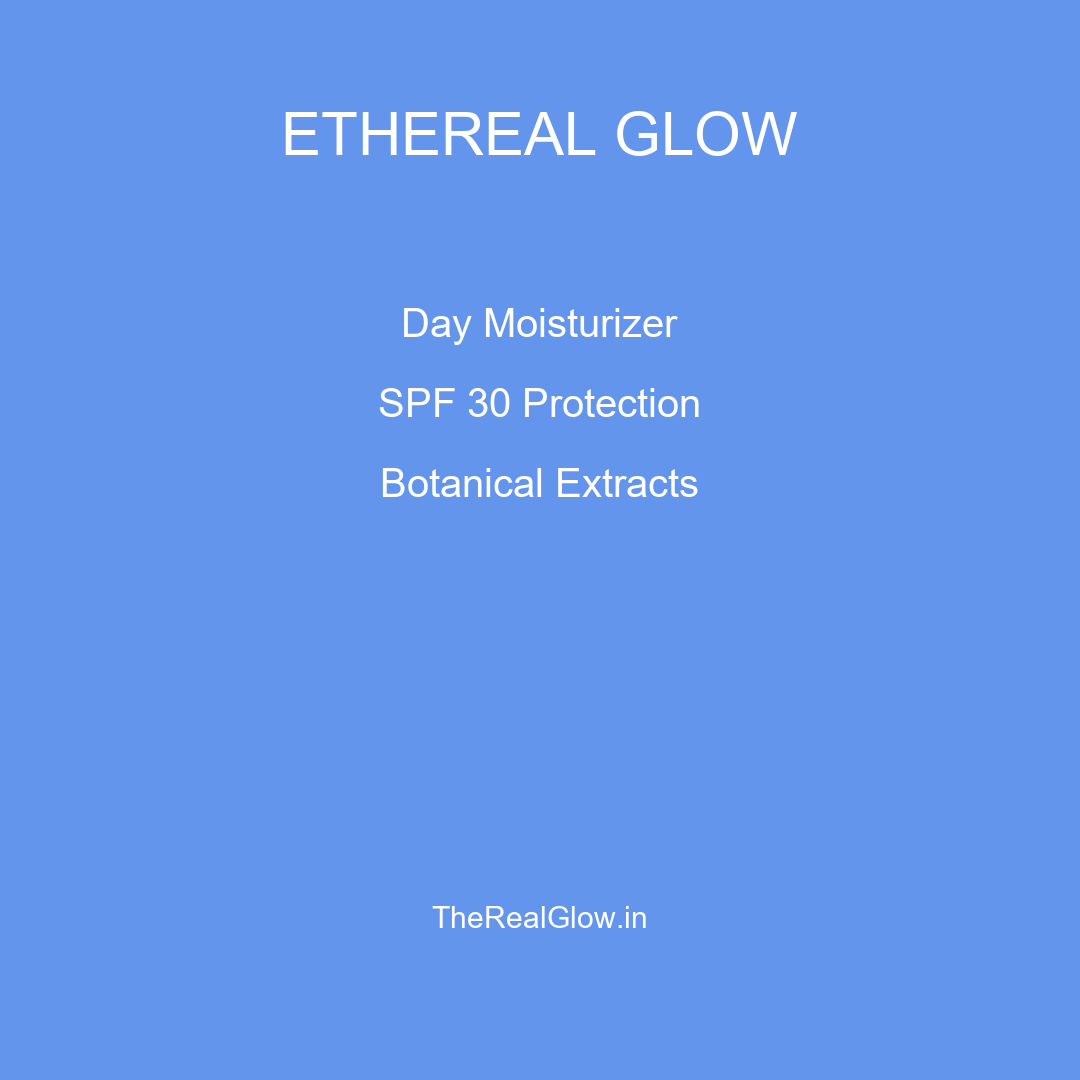 ETHEREAL GLOW
Day Moisturizer
SPF 30 Protection
Botanical Extracts
TheRealGlow.in